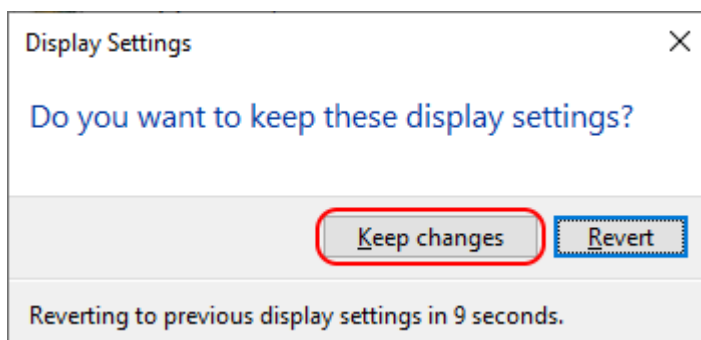 Display Settings
Do you want to keep these display settings?
Keep changes Revert
Reverting to previous display settings in 9 seconds.